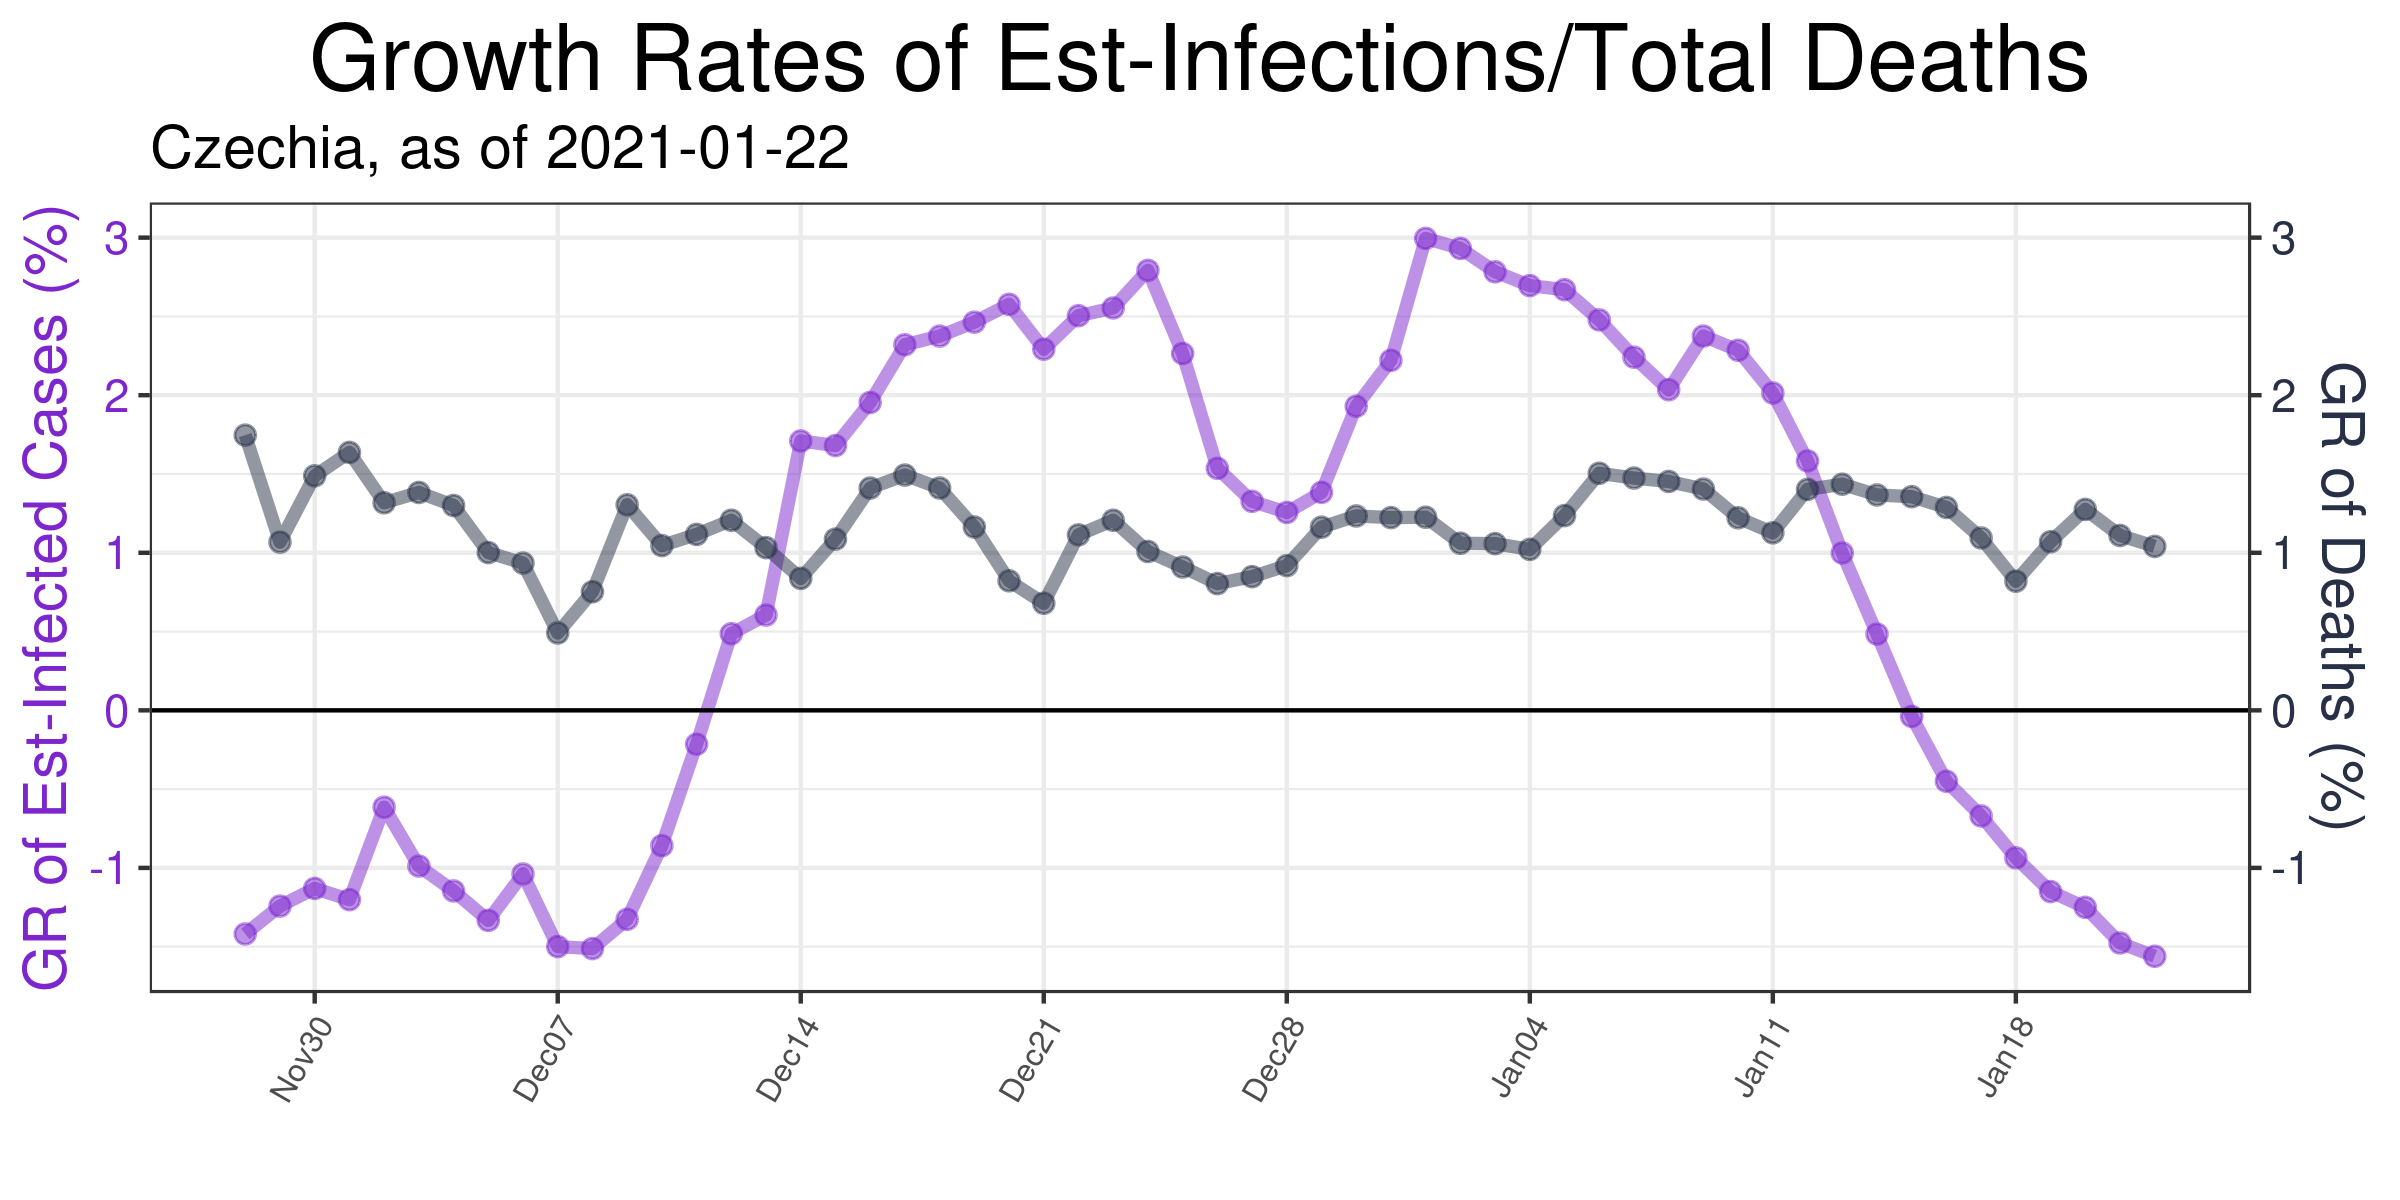 Growth Rates of Est-Infections/Total Deaths
Czechia, as of 2021-01-22
GR of Est-Infected Cases (%)
3
2
1
0
-1
3
2
1
0
-1
GR of Deaths (%)
Nov30
Dec07
Dec14
Dec21
Dec28
Jan04
Jan11
Jan18